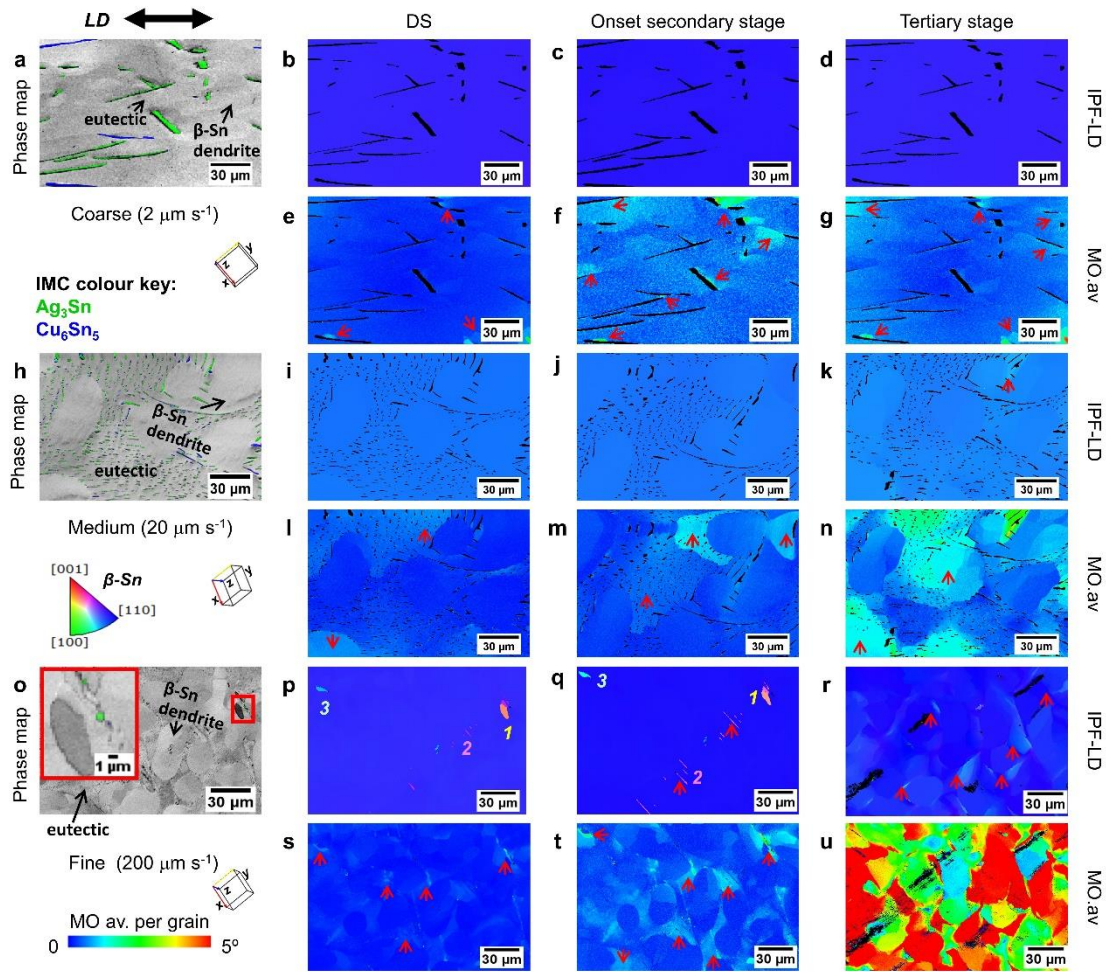 LD
DS
Onset secondary stage
Tertiary stage
Phase map
a
eutectic
β-Sn
dendrite
30 µm
b
30 µm
c
30 µm
d
30 µm
IPF-LD
Coarse (2 µm s⁻¹)
x
y
z
IMC colour key:
Ag₃Sn
Cu₆Sn₅
e
30 µm
f
30 µm
g
30 µm
MO.av
Phase map
h
β-Sn
dendrite
eutectic
30 µm
i
30 µm
j
30 µm
k
30 µm
IPF-LD
Medium (20 µm s⁻¹)
[001]
β-Sn
[110]
[100]
x
y
z
l
30 µm
m
30 µm
n
30 µm
MO.av
Phase map
o
β-Sn
dendrite
1 µm
30 µm
eutectic
p
3
2
1
30 µm
q
3
1
2
30 µm
r
30 µm
IPF-LD
Fine (200 µm s⁻¹)
x
y
z
MO av. per grain
0
5º
s
30 µm
t
30 µm
u
30 µm
MO.av